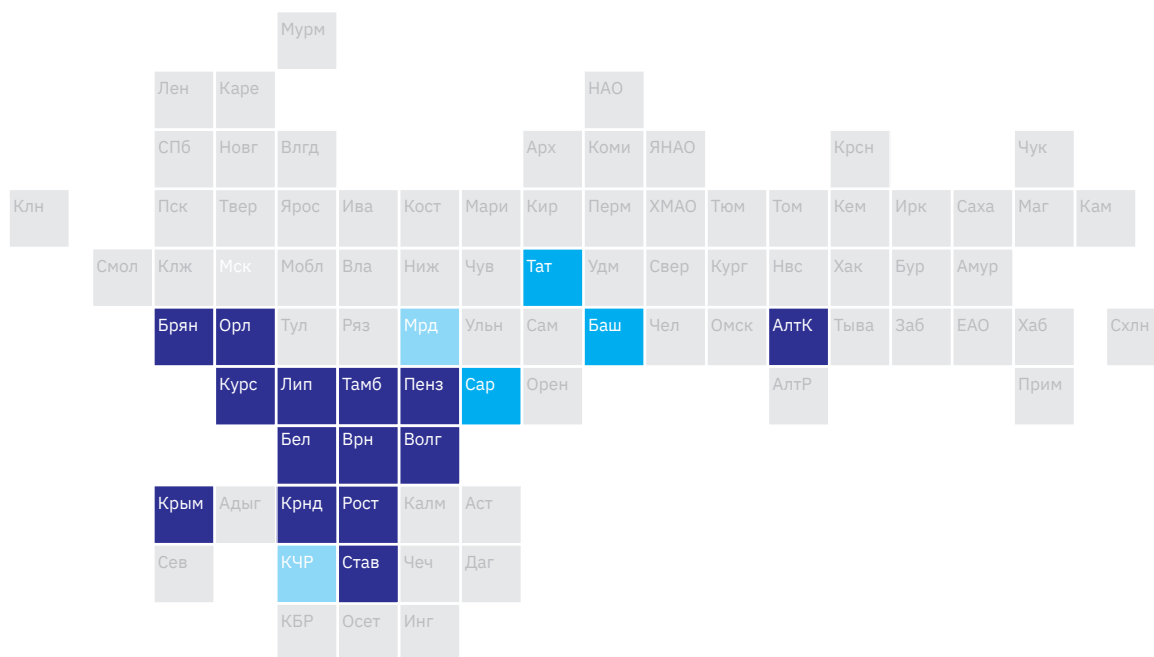 Мурм
Лен Каре НАО
СПб Новг Влгд Арх Коми ЯНАО Крсн Чук
Клн Пск Твер Ярос Ива Кост Мари Кир Перм ХМАО Тюм Том Кем Ирк Саха Маг Кам
Смол Клж Мск Мобл Вла Ниж Чув Тат Удм Свер Кург Нвс Хак Бур Амур
Брян Орл Тул Ряз Мрд Ульн Сам Баш Чел Омск АлтК Тыва Заб ЕАО Хаб Схлн
Курс Лип Тамб Пенз Сар Орен АлтР Прим
Бел Врн Волг
Крым Адыг Крнд Рост Калм Аст
Сев КЧР Став Чеч Даг
КБР Осет Инг